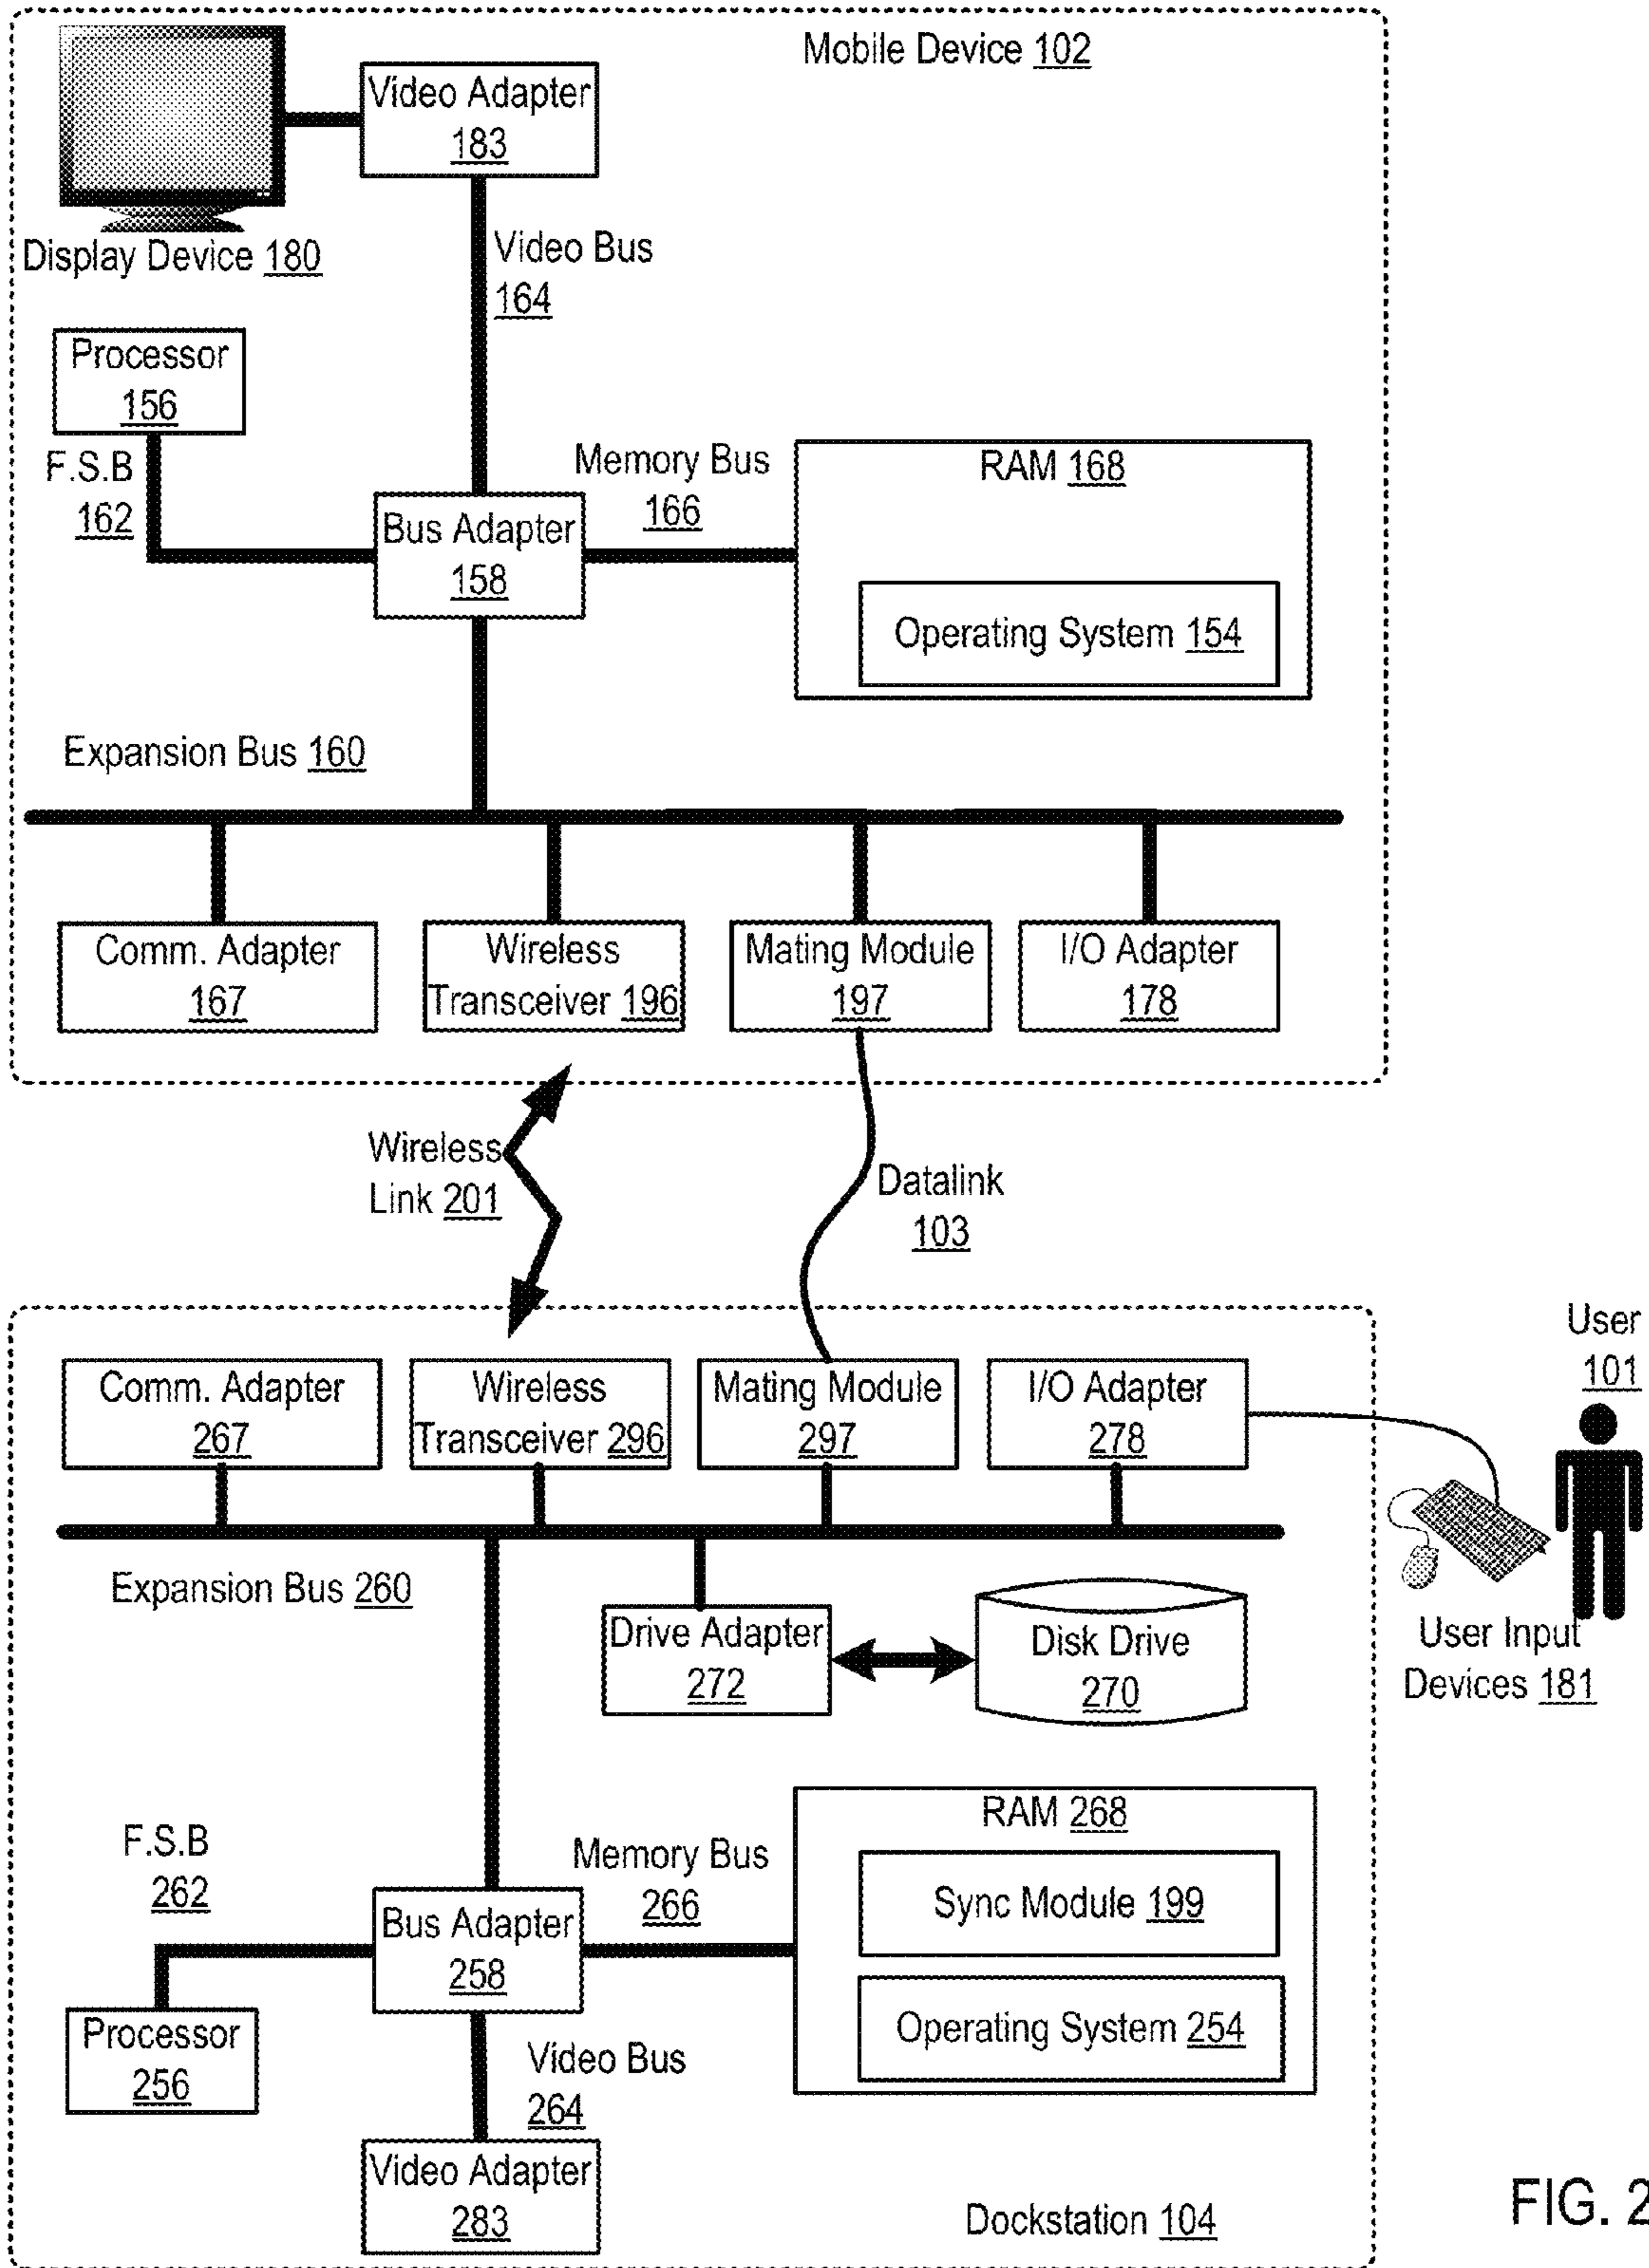 Mobile Device 102
Video Adapter
183
Display Device 180
Video Bus
164
Processor
156
F.S.B
162
Memory Bus
166
Bus Adapter
158
RAM 168
Operating System 154
Expansion Bus 160
Comm. Adapter
167
Wireless
Transceiver 196
Mating Module
197
I/O Adapter
178
Wireless
Link 201
Datalink
103
User
101
Comm. Adapter
267
Wireless
Transceiver 296
Mating Module
297
I/O Adapter
278
Expansion Bus 260
Drive Adapter
272
Disk Drive
270
User Input
Devices 181
F.S.B
262
Memory Bus
266
Bus Adapter
258
RAM 268
Sync Module 199
Operating System 254
Processor
256
Video Bus
264
Video Adapter
283
Dockstation 104
FIG. 2